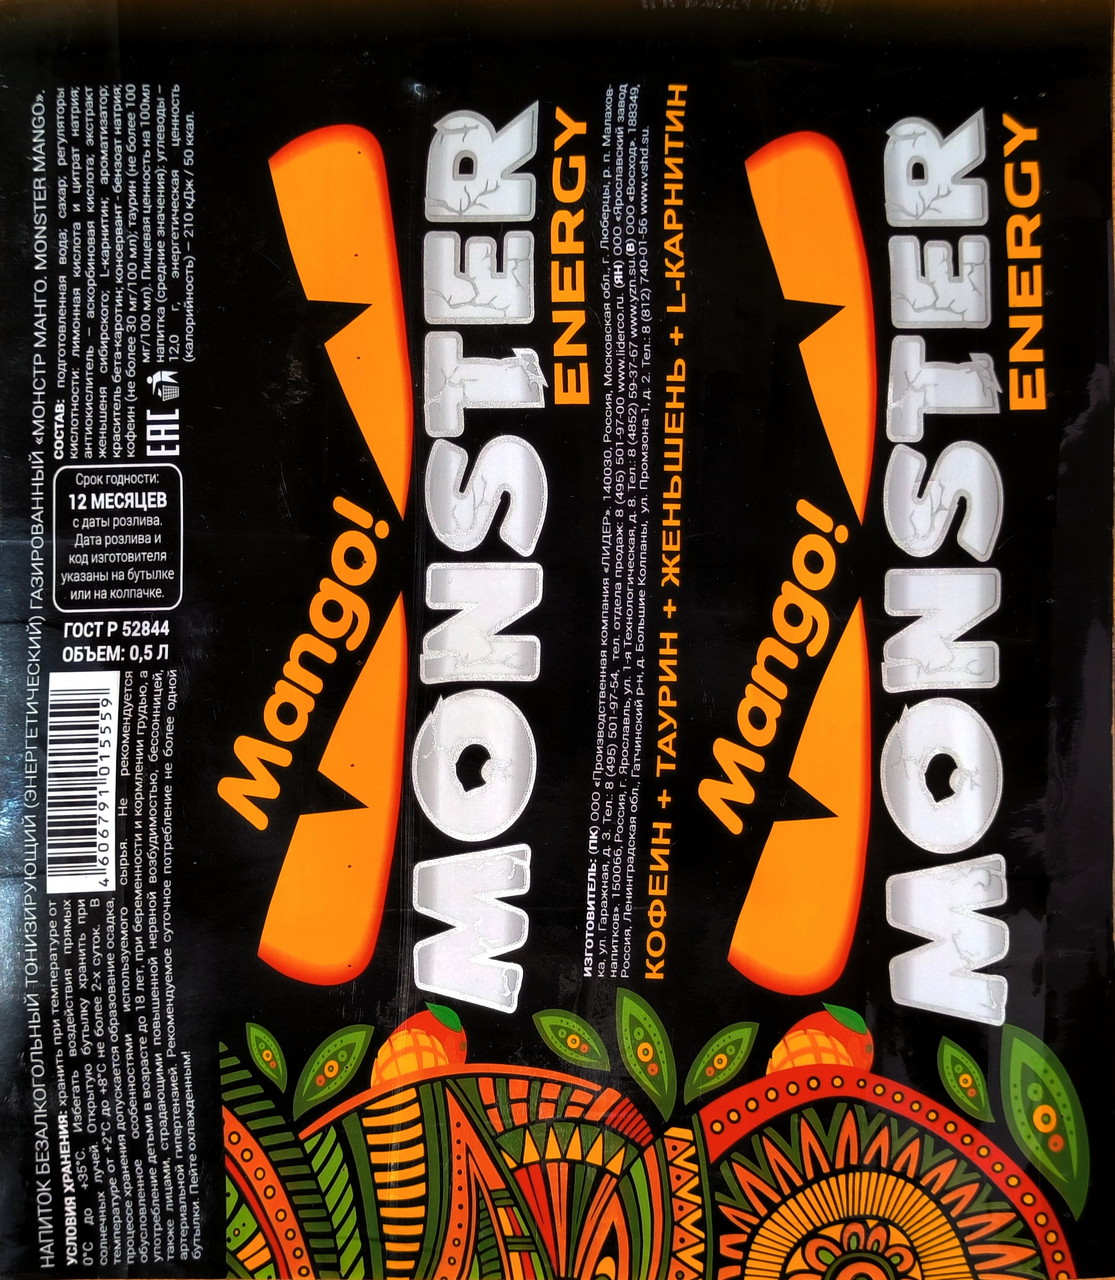 НАПИТОК БЕЗАЛКОГОЛЬНЫЙ ТОНИЗИРУЮЩИЙ (ЭНЕРГЕТИЧЕСКИЙ) ГАЗИРОВАННЫЙ «МОНСТР МАНГО. MONSTER MANGO».
УСЛОВИЯ ХРАНЕНИЯ: хранить при температуре от
0°С до +35°С. Избегать воздействия прямых
солнечных лучей. Открытую бутылку хранить при
температуре от +2°С до +8°С не более 2-х суток. В
процессе хранения допускается образование осадка,
обусловленное особенностями используемого сырья. Не рекомендуется
употребление детьми в возрасте до 18 лет, при беременности и кормлении грудью, а
также лицами, страдающими повышенной нервной возбудимостью, бессонницей,
артериальной гипертензией. Рекомендуемое суточное потребление не более одной
бутылки. Пейте охлажденным!
4 606791 015559
ГОСТ Р 52844
ОБЪЕМ: 0,5 Л
Срок годности:
12 МЕСЯЦЕВ
с даты розлива.
Дата розлива и
код изготовителя
указаны на бутылке
или на колпачке.
СОСТАВ: подготовленная вода; сахар; регуляторы
кислотности: лимонная кислота и цитрат натрия;
антиокислитель – аскорбиновая кислота; экстракт
женьшеня сибирского; L-карнитин; ароматизатор;
краситель бета-каротин; консервант - бензоат натрия;
кофеин (не более 30 мг/100 мл); таурин (не более 100
мг/100 мл). Пищевая ценность на 100мл
напитка (средние значения): углеводы –
12,0 г, энергетическая ценность
(калорийность) – 210 кДж / 50 ккал.
EAC
Mango!
MONSTER
ENERGY
ИЗГОТОВИТЕЛЬ: (ПК) ООО «Производственная компания «ЛИДЕР», 140030, Россия, Московская обл., г. Люберцы, р. п. Малахов-
ка, ул. Гаражная, д. 3. Тел.: 8 (495) 501-97-54, тел. отдела продаж: 8 (495) 501-97-00 www.liderco.ru. (ЯН) ООО «Ярославский завод
напитков». 150066, Россия, г. Ярославль, ул. 1-я Технологическая, д. 8. Тел.: 8 (4852) 59-37-67 www.yzn.su.(В) ООО «Восход». 188349,
Россия, Ленинградская обл., Гатчинский р-н, д. Большие Колпаны, ул. Промзона-1, д. 2. Тел.: 8 (812) 740-01-56 www.vshd.su.
КОФЕИН + ТАУРИН + ЖЕНЬШЕНЬ + L-КАРНИТИН
Mango!
MONSTER
ENERGY